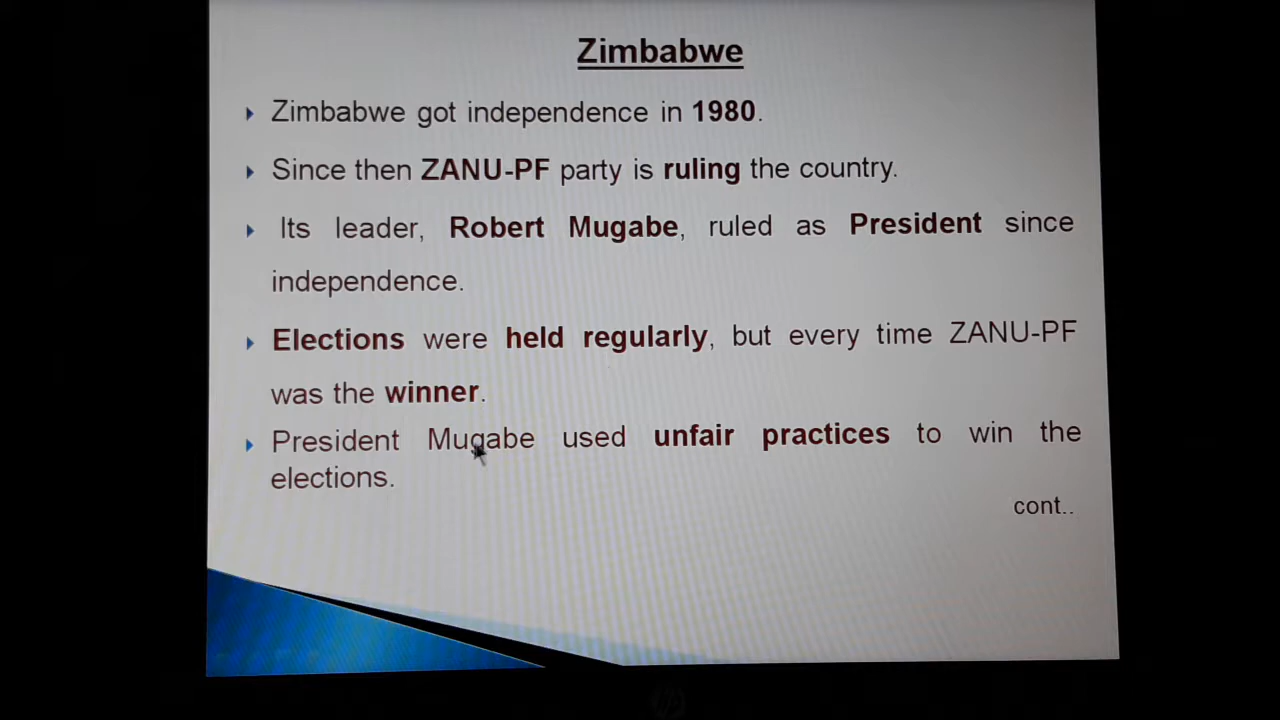 Zimbabwe
Zimbabwe got independence in 1980.
Since then ZANU-PF party is ruling the country.
Its leader, Robert Mugabe, ruled as President since
independence.
Elections were held regularly, but every time ZANU-PF
was the winner.
President Mugabe used unfair practices to win the
elections.
cont..
hp